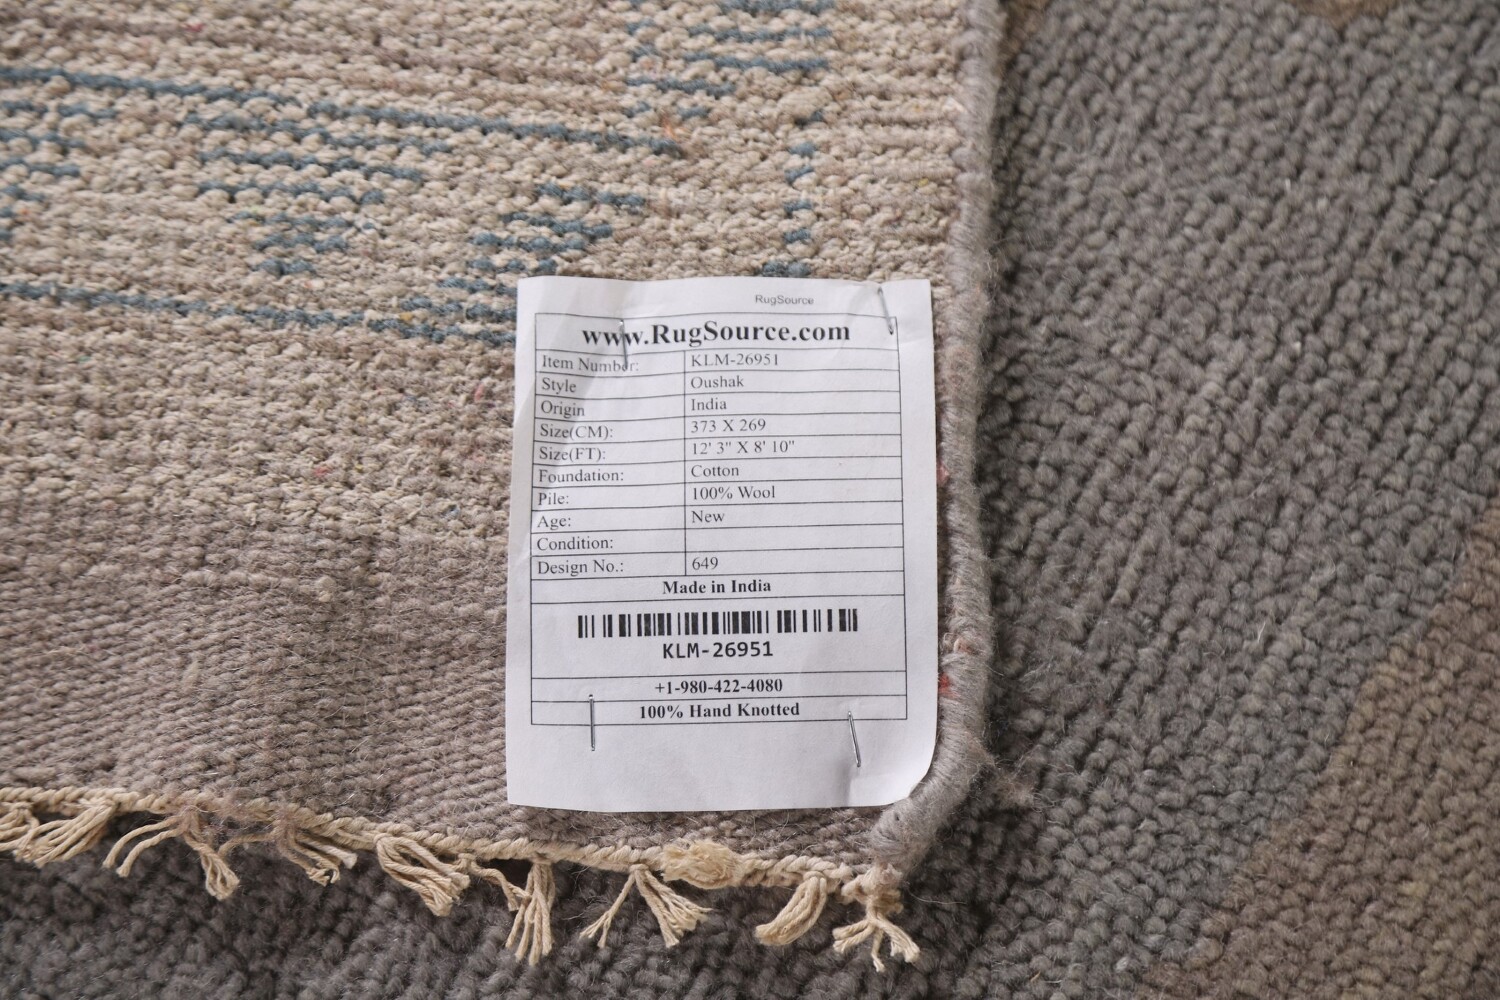 RugSource
www.RugSource.com
Item Number: KLM-26951
Style Oushak
Origin India
Size(CM): 373 X 269
Size(FT): 12' 3" X 8' 10"
Foundation: Cotton
Pile: 100% Wool
Age: New
Condition:
Design No.: 649
Made in India
KLM-26951
+1-980-422-4080
100% Hand Knotted